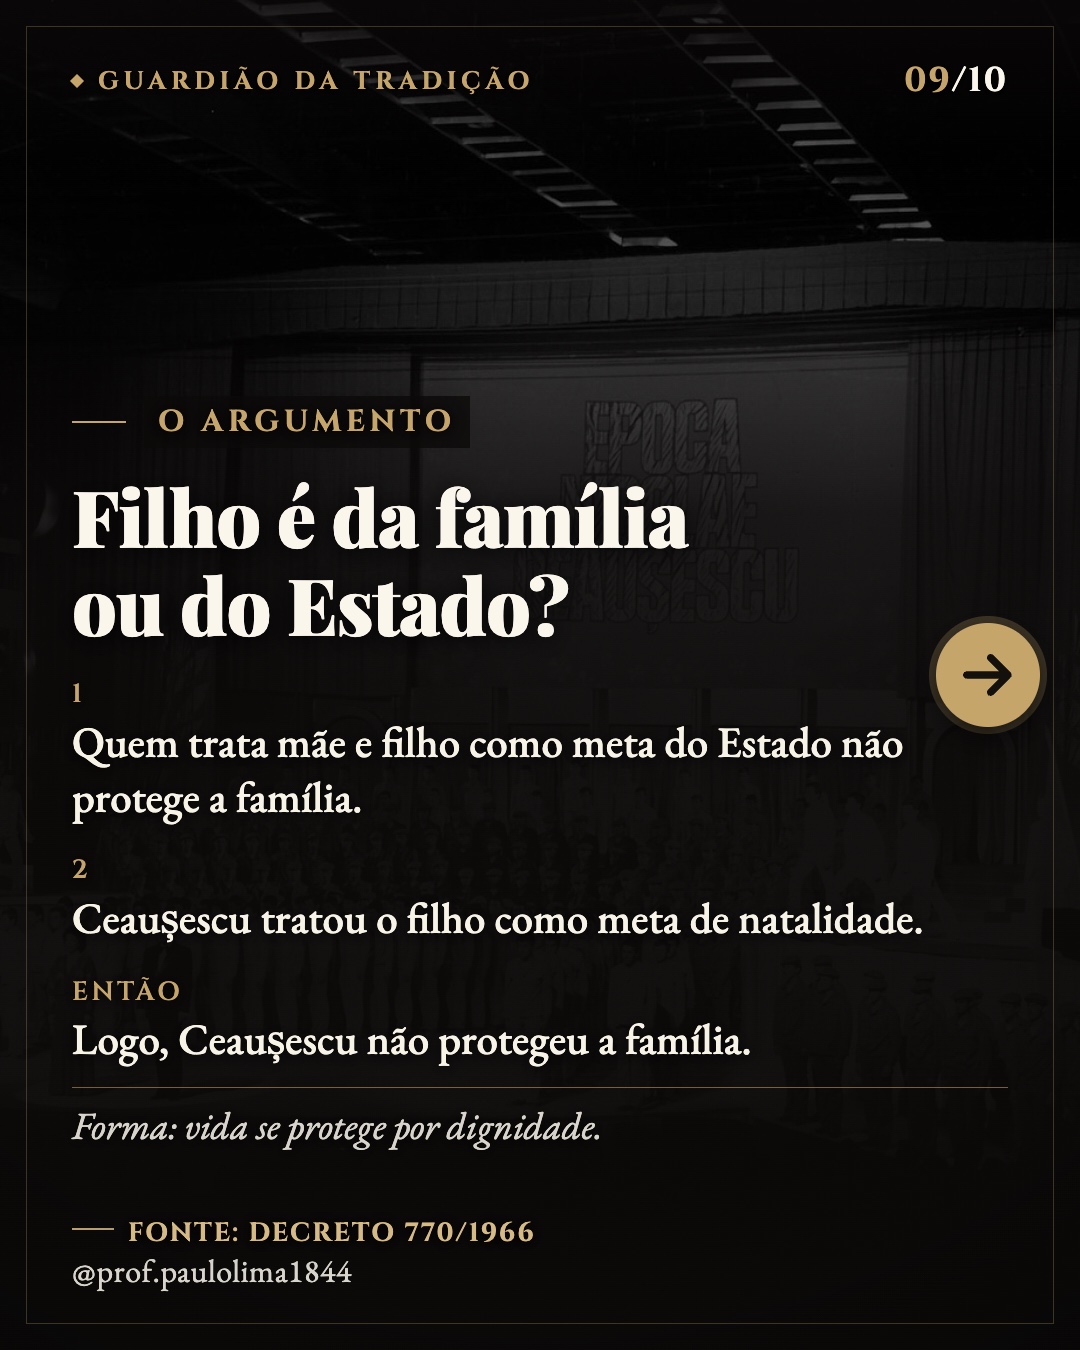 ◆ GUARDIÃO DA TRADIÇÃO
09/10
EPOCA
CEAUȘESCU
O ARGUMENTO
Filho é da família
ou do Estado?
1
Quem trata mãe e filho como meta do Estado não
protege a família.
2
Ceaușescu tratou o filho como meta de natalidade.
ENTÃO
Logo, Ceaușescu não protegeu a família.
Forma: vida se protege por dignidade.
FONTE: DECRETO 770/1966
@prof.paulolima1844